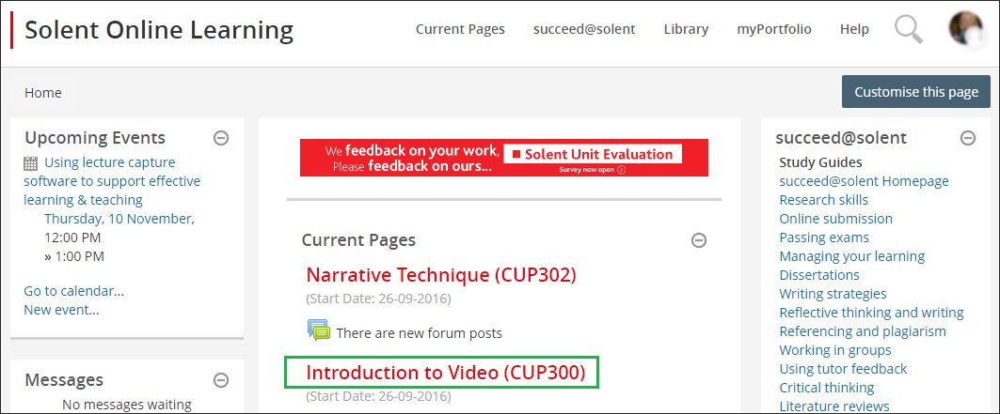 Solent Online Learning
Current Pages
succeed@solent
Library
myPortfolio
Help
Home
Customise this page
Upcoming Events
Using lecture capture
software to support effective
learning & teaching
Thursday, 10 November,
12:00 PM
» 1:00 PM
Go to calendar...
New event...
Messages
No messages waiting
We feedback on your work,
Please feedback on ours...
Solent Unit Evaluation
Survey now open
Current Pages
Narrative Technique (CUP302)
(Start Date: 26-09-2016)
There are new forum posts
Introduction to Video (CUP300)
(Start Date: 26-09-2016)
succeed@solent
Study Guides
succeed@solent Homepage
Research skills
Online submission
Passing exams
Managing your learning
Dissertations
Writing strategies
Reflective thinking and writing
Referencing and plagiarism
Working in groups
Using tutor feedback
Critical thinking
Literature reviews